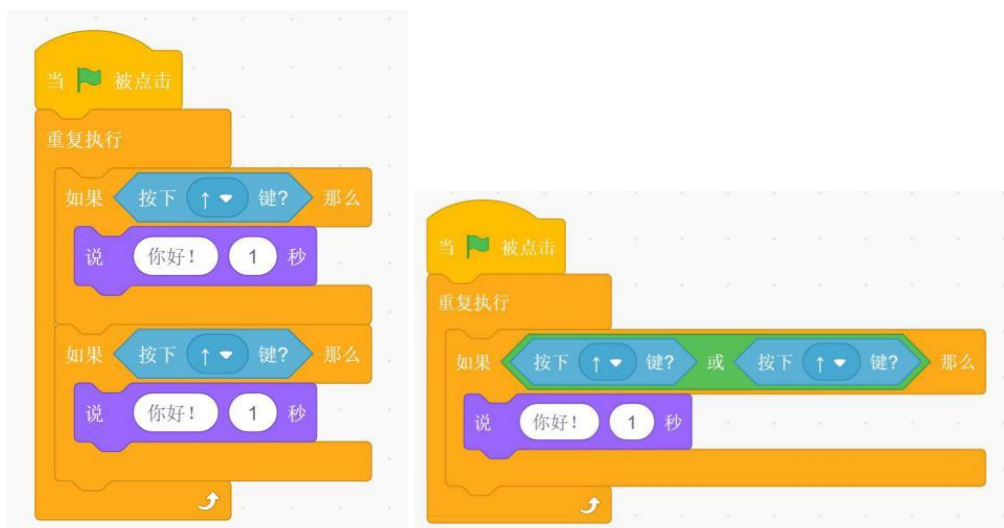 当 被点击
重复执行
如果 按下 ↑ 键? 那么
说 你好! 1 秒
如果 按下 ↑ 键? 那么
说 你好! 1 秒
当 被点击
重复执行
如果 按下 ↑ 键? 或 按下 ↑ 键? 那么
说 你好! 1 秒